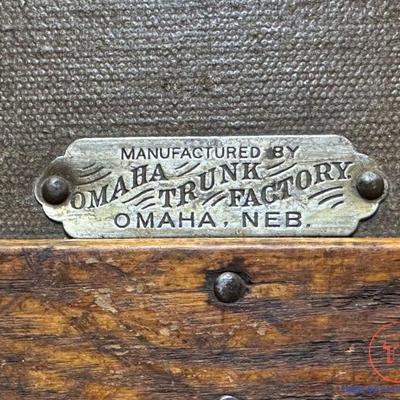 MANUFACTURED BY
OMAHA TRUNK FACTORY.
OMAHA, NEB.